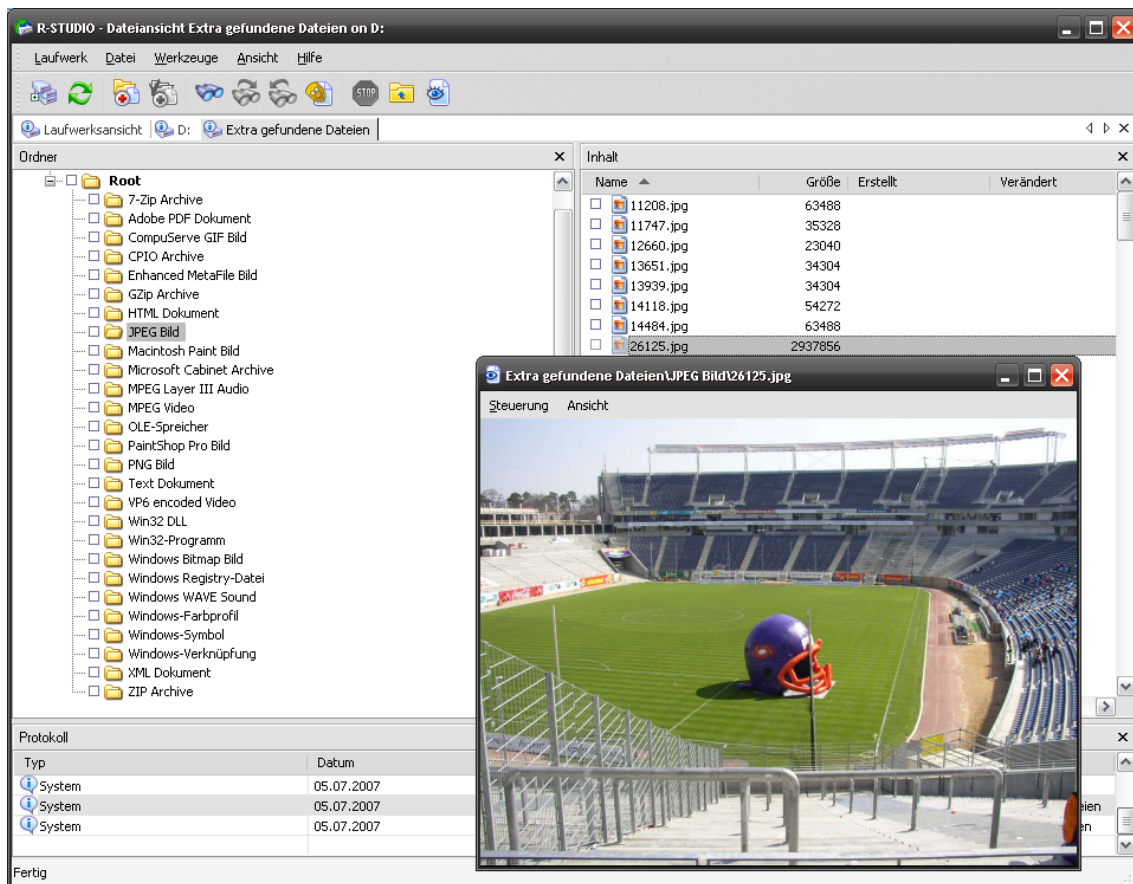 R-STUDIO - Dateiansicht Extra gefundene Dateien on D:
Laufwerk Datei Werkzeuge Ansicht Hilfe
STOP
Laufwerksansicht D: Extra gefundene Dateien
Ordner
Root
7-Zip Archive
Adobe PDF Dokument
CompuServe GIF Bild
CPIO Archive
Enhanced MetaFile Bild
GZip Archive
HTML Dokument
JPEG Bild
Macintosh Paint Bild
Microsoft Cabinet Archive
MPEG Layer III Audio
MPEG Video
OLE-Spreicher
PaintShop Pro Bild
PNG Bild
Text Dokument
VP6 encoded Video
Win32 DLL
Win32-Programm
Windows Bitmap Bild
Windows Registry-Datei
Windows WAVE Sound
Windows-Farbprofil
Windows-Symbol
Windows-Verknüpfung
XML Dokument
ZIP Archive
Inhalt
Name Größe Erstellt Verändert
11208.jpg 63488
11747.jpg 35328
12660.jpg 23040
13651.jpg 34304
13939.jpg 34304
14118.jpg 54272
14484.jpg 63488
26125.jpg 2937856
Extra gefundene Dateien\JPEG Bild\26125.jpg
Steuerung Ansicht
Coca-Cola
Protokoll
Typ Datum
System 05.07.2007
System 05.07.2007 eien
System 05.07.2007 en
Fertig